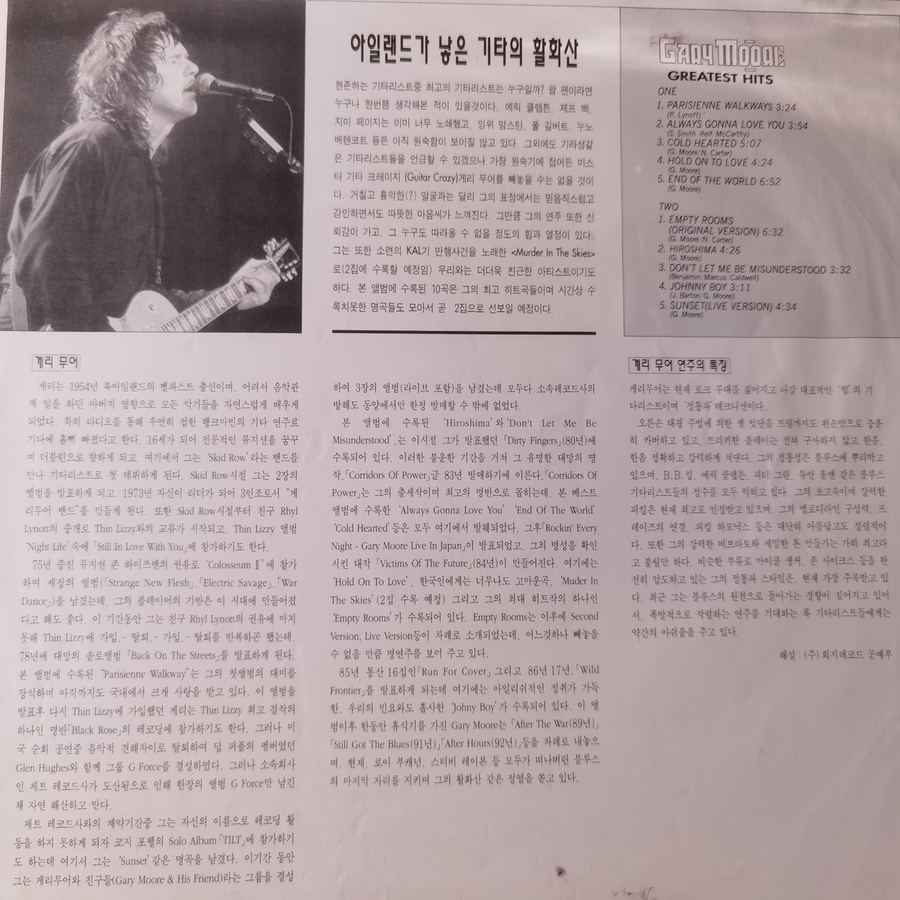 아일랜드가 낳은 기타의 활화산
현존하는 기타리스트중 최고의 기타리스트는 누구일까? 팝 팬이라면
누구나 한번쯤 생각해본 적이 있을것이다. 에릭 클랩튼, 제프 백,
지미 페이지는 이미 너무 노쇄했고, 잉위 맘스틴, 폴 길버트, 누노
베텐코트 등은 아직 원숙함이 보이질 않고 있다. 그외에도 기라성같
은 기타리스트들을 언급할 수 있겠으나 가장 원숙기에 접어든 미스
터 기타 크레이지 (Guitar Crazy)게리 무어를 빼놓을 수는 없을 것이
다. 거칠고 흉악한(?) 얼굴과는 달리 그의 표정에서는 믿음직스럽고
강인하면서도 따뜻한 마음씨가 느껴진다. 그만큼 그의 연주 또한 신
뢰감이 가고, 그 누구도 따라올 수 없을 정도의 힘과 열정이 있다.
그는 또한 소련의 KAL기 만행사건을 노래한 <Murder In The Skies>
로(2집에 수록할 예정임) 우리와는 더더욱 친근한 아티스트이기도
하다. 본 앨범에 수록된 10곡은 그의 최고 히트곡들이며 시간상 수
록치못한 명곡들도 모아서 곧 2집으로 선보일 예정이다.
GARY MOORE
GREATEST HITS
ONE
1. PARISIENNE WALKWAYS 3:24
(P. Lynott)
2. ALWAYS GONNA LOVE YOU 3:54
(S. Smith Reif. McCarthy)
3. COLD HEARTED 5:07
(G. Moore: N. Carter)
4. HOLD ON TO LOVE 4:24
(G. Moore)
5. END OF THE WORLD 6:52
(G. Moore)
TWO
1. EMPTY ROOMS
(ORIGINAL VERSION) 6:32
(G. Moore: N. Carter)
2. HIROSHIMA 4:26
(G. Moore)
3. DON'T LET ME BE MISUNDERSTOOD 3:32
(Benjamin: Marcus: Caldwell)
4. JOHNNY BOY 3:11
(J. Barton: G. Moore)
5. SUNSET(LIVE VERSION) 4:34
(G. Moore)
게리 무어
게리는 1954년 북아일랜드의 벨파스트 출신이며, 어려서 음악관
계 일을 하던 아버지 영향으로 모든 악기들을 자연스럽게 배우게
되었다. 특히 라디오를 통해 우연히 접한 행크마빈의 기타 연주로
기타에 흠뻑 빠졌다고 한다. 16세가 되어 전문적인 뮤지션을 꿈꾸
며 더블린으로 향하게 되고, 여기에서 그는 'Skid Row'라는 밴드를
만나 기타리스트로 첫 데뷔하게 된다. Skid Row시절 그는 2장의
앨범을 발표하게 되고 1973년 자신이 리더가 되어 3인조로서 "게
리무어 밴드"를 만들게 된다. 또한 Skid Row시절부터 친구 Rhyl
Lynott의 중개로 Thin Lizzy와의 교류가 시작되고, Thin Lizzy 앨범
'Night Life' 속에 「Still In Love With You」에 참가하기도 한다.
75년 중진 뮤지션 존 하이즈맨의 권유로 'Colosseum Ⅱ'에 참가
하여 세장의 앨범(「Strange New Flesh」,「Electric Savage」,「War
Dance」)을 남겼는데, 그의 플레이어의 기반은 이 시대에 만들어졌
다고 해도 좋다. 이 기간동안 그는 친구 Rhyl Lynott의 권유에 마지
못해 Thin Lizzy에 가입,- 탈퇴,- 가입,- 탈퇴를 반복하곤 했는데,
78년에 대망의 솔로앨범 「Back On The Streets」를 발표하게 된다.
본 앨범에 수록된 "Parisienne Walkway"는 그의 첫앨범의 대미를
장식하며 아직까지도 국내에서 크게 사랑을 받고 있다. 이 앨범을
발표후 다시 Thin Lizzy에 가입했던 게리는 Thin Lizzy 최고 걸작의
하나인 명반「Black Rose」의 레코딩에 참가하기도 한다. 그러나 미
국 순회 공연중 음악적 견해차이로 탈퇴하여 딥 퍼플의 멤버였던
Glen Hughes와 함께 그룹 G Force를 결성하였다. 그러나 소속회사
인 제트 레코드사가 도산됨으로 인해 한장의 앨범 G Force만 남긴
채 자연 해산하고 만다.
제트 레코드사와의 계약기간중 그는 자신의 이름으로 레코딩 활
동을 하지 못하게 되자 코지 포웰의 Solo Album「TILT」에 참가하기
도 하는데 여기서 그는 'Sunset'같은 명곡을 남겼다. 이기간 동안
그는 게리무어와 친구들(Gary Moore & His Friend)라는 그룹을 결성
하여 3장의 앨범(라이브 포함)을 남겼는데 모두다 소속레코드사의
방해도 동양에서만 한정 발매할 수 밖에 없었다.
본 앨범에 수록된 'Hiroshima'와 'Don't Let Me Be
Misunderstood'는 이시절 그가 발표했던「Dirty Fingers」(80년)에
수록되어 있다. 이러한 불운한 기간을 거쳐 그 유명한 대망의 명
작,「Corridors Of Power」를 83년 발매하기에 이른다.「Corridors Of
Power」는 그의 출세작이며 최고의 명반으로 꼽히는데, 본 베스트
앨범에 수록한 'Always Gonna Love You' 'End Of The World'
'Cold Hearted'등은 모두 여기에서 발췌되었다. 그후「Rockin' Every
Night - Gary Moore Live In Japan」이 발표되었고, 그의 명성을 확인
시킨 대작「Victims Of The Future」(84년)이 만들어진다. 여기에는
'Hold On To Love', 한국인에게는 너무나도 고마운곡, 'Muder In
The Skies'(2집 수록 예정) 그리고 그의 최대 히트작의 하나인
'Empty Rooms'가 수록되어 있다. Empty Rooms는 이후에 Second
Version, Live Version등이 차례로 소개되었는데, 어느것하나 빼놓을
수 없을 만큼 명연주를 보여 주고 있다.
85년 통산 16집인「Run For Cover」그리고 86년 17년,「Wild
Frontier」를 발표하게 되는데 여기에는 아일리쉬적인 정취가 가득
한, 우리의 민요와도 흡사한 'Johny Boy'가 수록되어 있다. 이 앨
범이후 한동안 휴식기를 가진 Gary Moore는「After The War(89년)」
「Still Got The Blues(91년)」「After Hours(92년)」등을 차례로 내놓으
며, 현재, 로이 부캐넌, 스티비 레이본 등 모두가 떠나버린 블루스
의 마지막 자리를 지키며 그의 활화산 같은 정열을 쏟고 있다.
게리 무어 연주의 특징
게리무어는 현재 로크 무대를 짊어지고 나갈 대표적인 '힘'의 기
타리스트이며 '정통파'테크니션이다.
오른손 태핑 주법에 의한 셋 잇단음 트릴까지도 왼손만으로 충분
히 카버하고 있고, 트리키한 플레이는 전혀 구사하지 않고 한음,
한음 정확하고 강력하게 쳐댄다. 그의 정통성은 블루스에 뿌리박고
있으며, B.B.킹, 에릭 클랩튼, 피터 그린, 듀안 올맨 같은 블루스
기타리스트들의 정수를 모두 익히고 있다. 그의 초고속이며 강력한
피킹은 현재 최고로 인정받고 있으며, 그의 멜로디라인 구성력, 프
레이즈의 연결, 피킹 하모닉스 등은 대단히 아름답고도 정열적이
다. 또한 그의 강력한 비브라토와 세밀한 톤 만들기는 가히 최고라
고 불릴만 하다. 비슷한 부류로 마이클 쉥커, 존 사이크스 등을 완
전히 압도하고 있는 그의 정통파 스타일은, 현재 가장 주목받고 있
다. 최근 그는 블루스의 원천으로 돌아가는 경향이 짙어지고 있어
서, 폭발적으로 작렬하는 연주를 기대하는 록 기타리스트들에게는
약간의 아쉬움을 주고 있다.
해설 : (주) 희지레코드 문예부